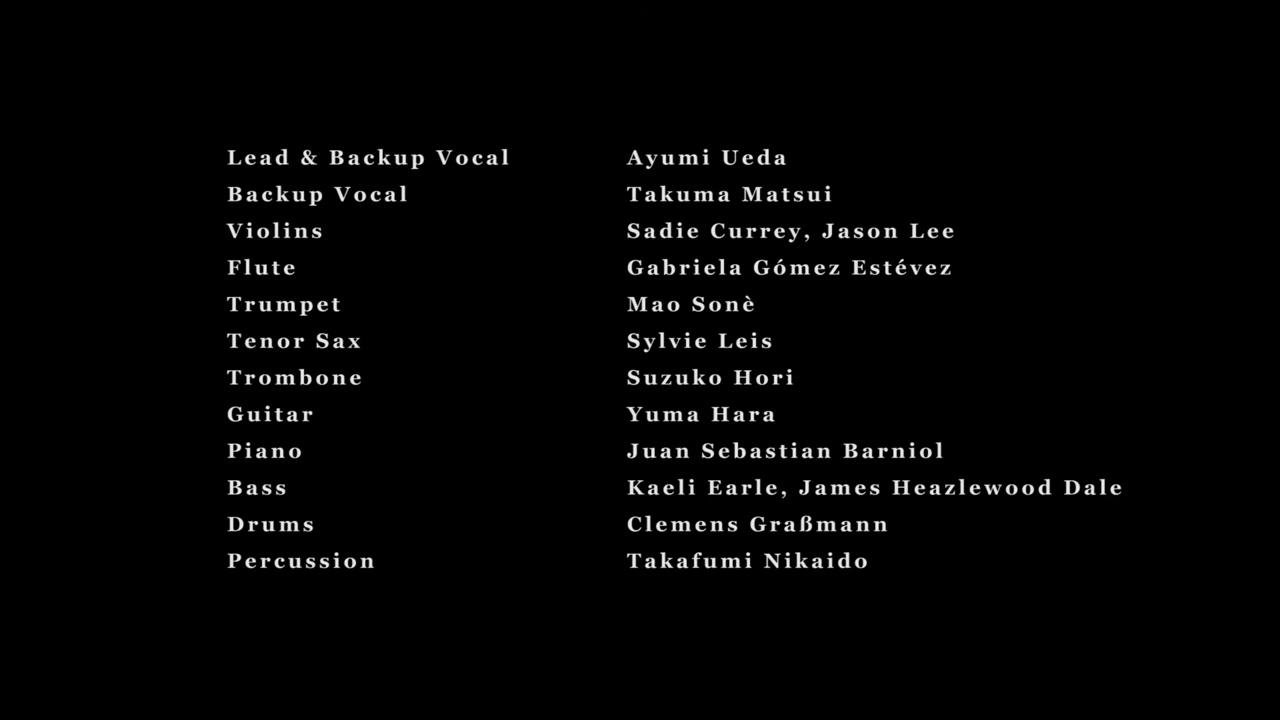 Lead & Backup Vocal Ayumi Ueda
Backup Vocal Takuma Matsui
Violins Sadie Currey, Jason Lee
Flute Gabriela Gómez Estévez
Trumpet Mao Sonè
Tenor Sax Sylvie Leis
Trombone Suzuko Hori
Guitar Yuma Hara
Piano Juan Sebastian Barniol
Bass Kaeli Earle, James Heazlewood Dale
Drums Clemens Graßmann
Percussion Takafumi Nikaido